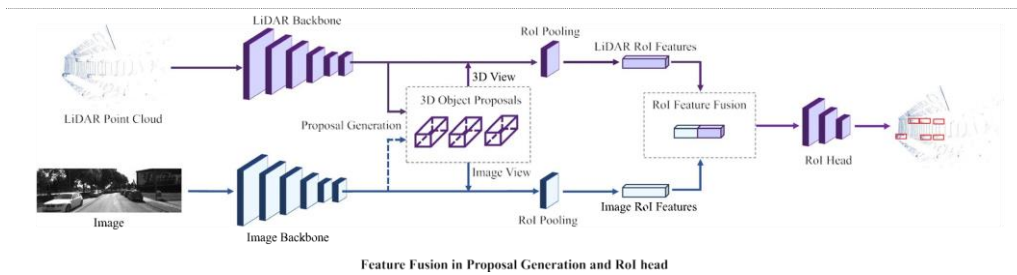 LiDAR Backbone
RoI Pooling
LiDAR RoI Features
3D View
LiDAR Point Cloud
3D Object Proposals
Proposal Generation
RoI Feature Fusion
RoI Head
Image View
Image
Image Backbone
RoI Pooling
Image RoI Features
Feature Fusion in Proposal Generation and RoI head